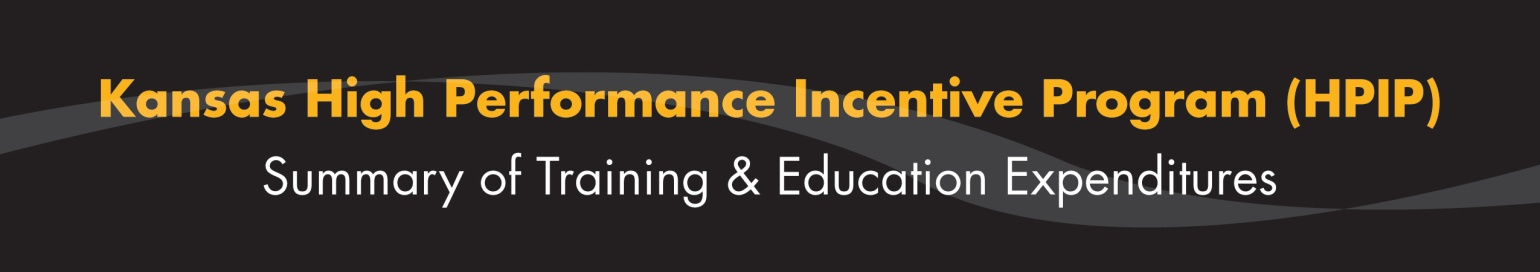 Kansas High Performance Incentive Program (HPIP)
Summary of Training & Education Expenditures